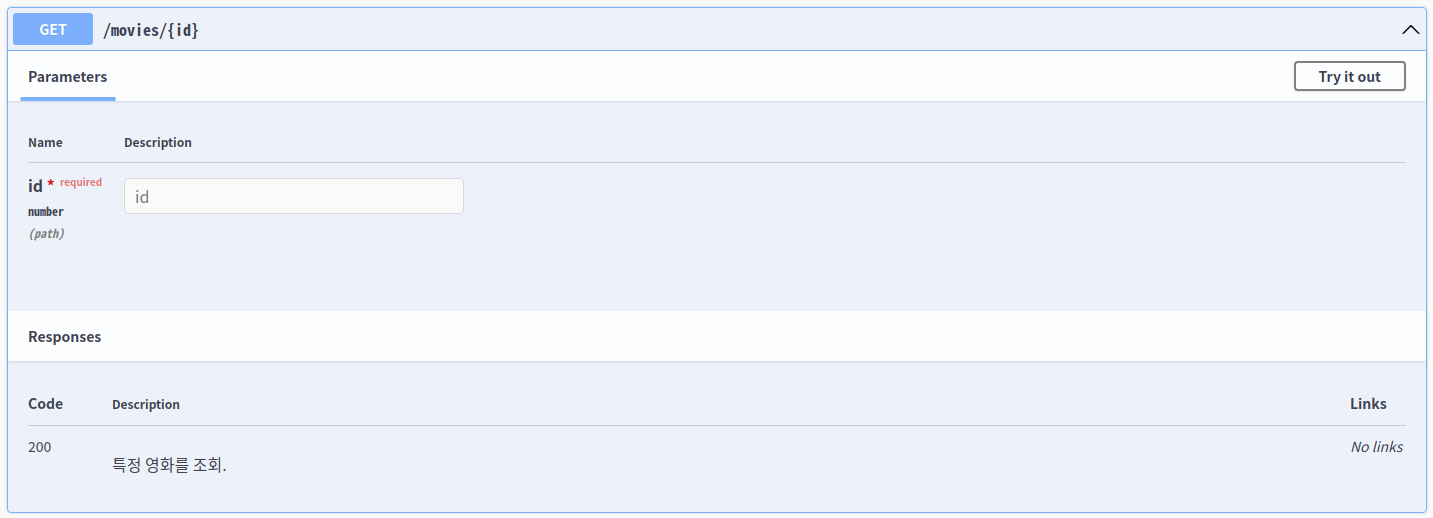 GET /movies/{id}
Parameters Try it out
Name Description
id * required id
number
(path)
Responses
Code Description Links
200 No links
특정 영화를 조회.